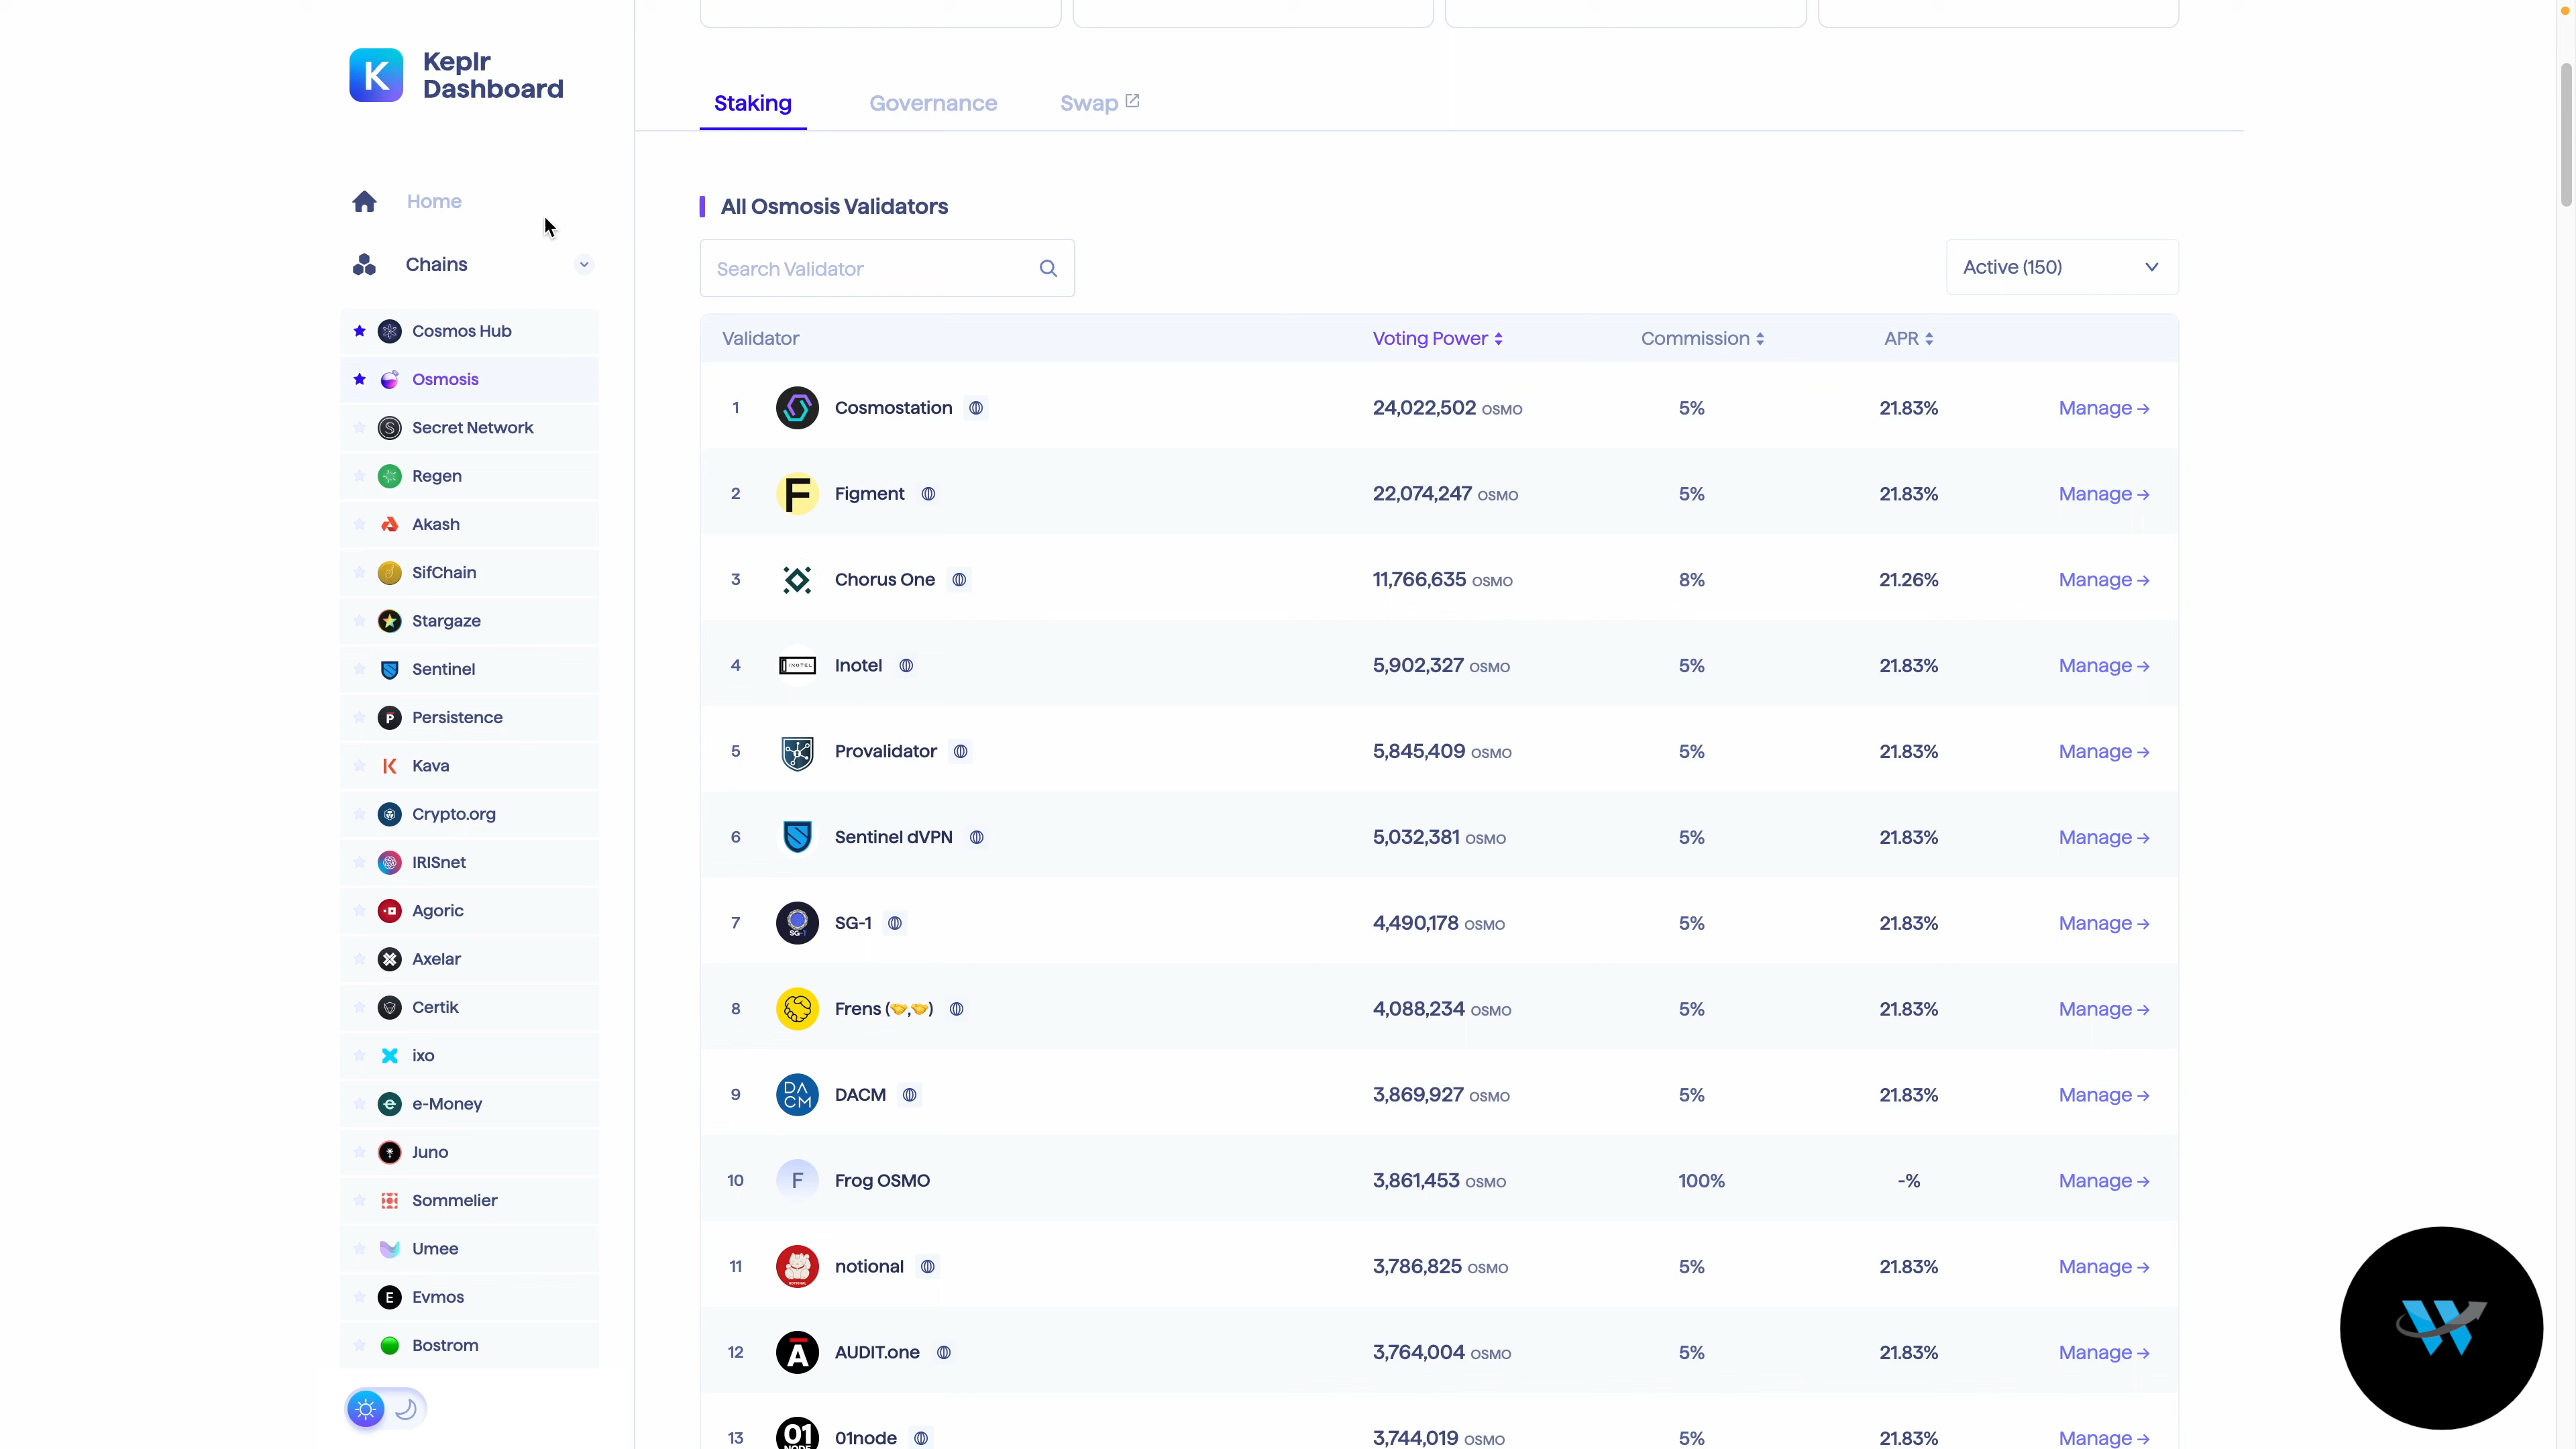 K
Keplr
Dashboard
Home
Chains
Cosmos Hub
Osmosis
Secret Network
Regen
Akash
SifChain
Stargaze
Sentinel
Persistence
Kava
Crypto.org
IRISnet
Agoric
Axelar
Certik
ixo
e-Money
Juno
Sommelier
Umee
Evmos
Bostrom
Staking Governance Swap
All Osmosis Validators
Search Validator
Active (150)
Validator Voting Power Commission APR
1 Cosmostation 24,022,502 OSMO 5% 21.83% Manage →
2 F Figment 22,074,247 OSMO 5% 21.83% Manage →
3 Chorus One 11,766,635 OSMO 8% 21.26% Manage →
4 INOTEL Inotel 5,902,327 OSMO 5% 21.83% Manage →
5 Provalidator 5,845,409 OSMO 5% 21.83% Manage →
6 Sentinel dVPN 5,032,381 OSMO 5% 21.83% Manage →
7 SG-1 SG-1 4,490,178 OSMO 5% 21.83% Manage →
8 Frens (🤝,🤝) 4,088,234 OSMO 5% 21.83% Manage →
9 DACM DACM 3,869,927 OSMO 5% 21.83% Manage →
10 F Frog OSMO 3,861,453 OSMO 100% -% Manage →
11 NOTIONAL notional 3,786,825 OSMO 5% 21.83% Manage →
12 A AUDIT.one 3,764,004 OSMO 5% 21.83% Manage →
13 01 NODE 01node 3,744,019 OSMO 5% 21.83% Manage →
W